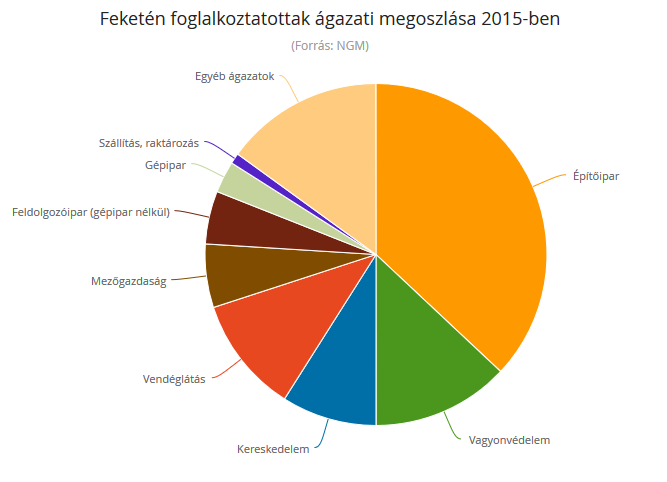 Feketén foglalkoztatottak ágazati megoszlása 2015-ben
(Forrás: NGM)
Egyéb ágazatok
Szállítás, raktározás
Gépipar
Építőipar
Feldolgozóipar (gépipar nélkül)
Mezőgazdaság
Vendéglátás
Vagyonvédelem
Kereskedelem